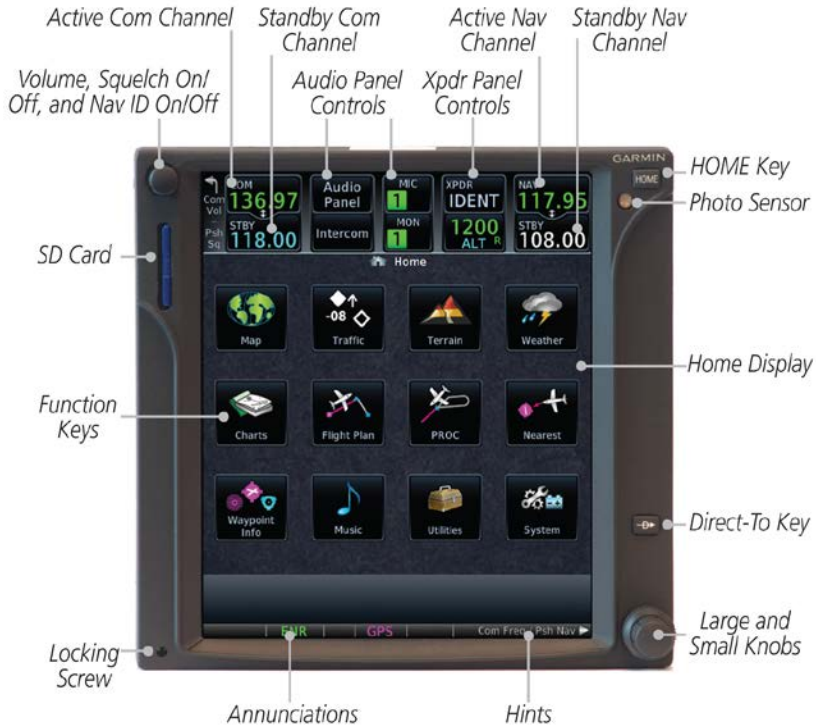 Active Com Channel
Standby Com
Channel
Active Nav
Channel
Standby Nav
Channel
Volume, Squelch On/
Off, and Nav ID On/Off
Audio Panel
Controls
Xpdr Panel
Controls
GARMIN
HOME Key
HOME
Photo Sensor
COM
136.97
STBY
118.00
Com
Vol
Psh
Sq
Audio
Panel
Intercom
MIC
1
MON
1
XPDR
IDENT
1200
ALT R
NAV
117.95
STBY
108.00
SD Card
Home
-08
Map
Traffic
Terrain
Weather
Home Display
Function
Keys
Charts
Flight Plan
PROC
Nearest
Waypoint
Info
Music
Utilities
System
D
Direct-To Key
Large and
Small Knobs
ENR
GPS
Com Freq / Psh Nav
Locking
Screw
Annunciations
Hints